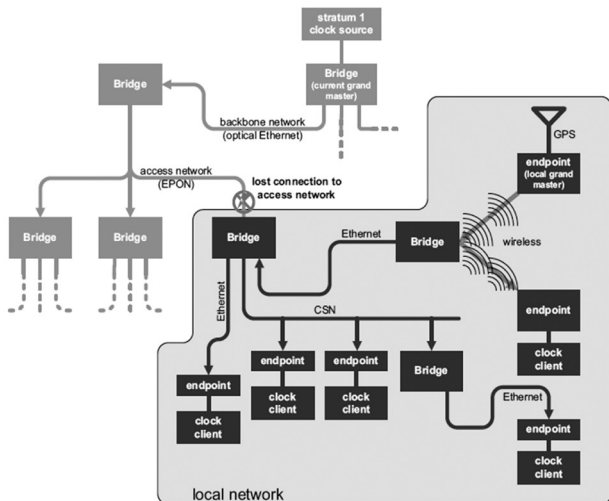 stratum 1
clock source
Bridge
Bridge
(current grand
master)
backbone network
(optical Ethernet)
GPS
access network
(EPON)
lost connection to
access network
endpoint
(local grand
master)
Bridge
Bridge
Bridge
Ethernet
Bridge
wireless
Ethernet
CSN
endpoint
endpoint
endpoint
Bridge
clock
client
endpoint
clock
client
clock
client
Ethernet
clock
client
endpoint
clock
client
local network